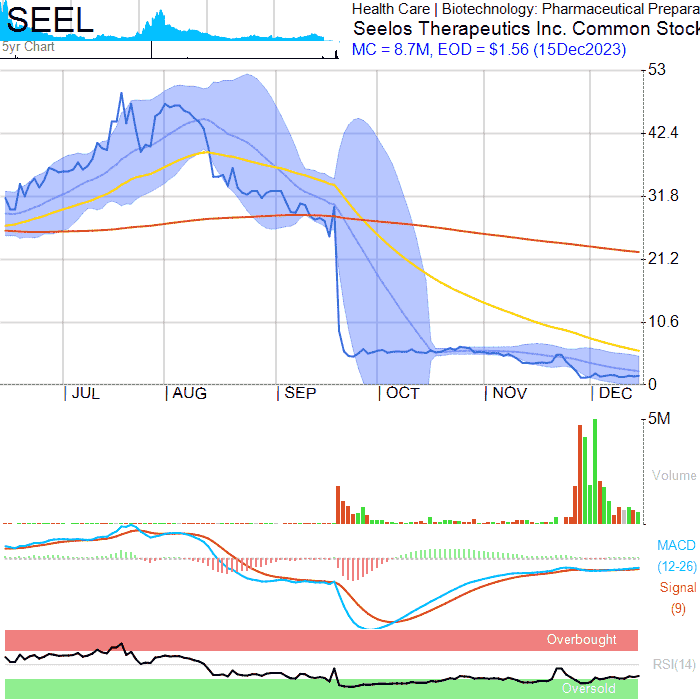 SEEL
Health Care | Biotechnology: Pharmaceutical Prepara
Seelos Therapeutics Inc. Common Stock
5yr Chart
MC = 8.7M, EOD = $1.56 (15Dec2023)
53
42.4
31.8
21.2
10.6
0
JUL AUG SEP OCT NOV DEC
5M
Volume
MACD
(12-26)
Signal
(9)
Overbought
RSI(14)
Oversold